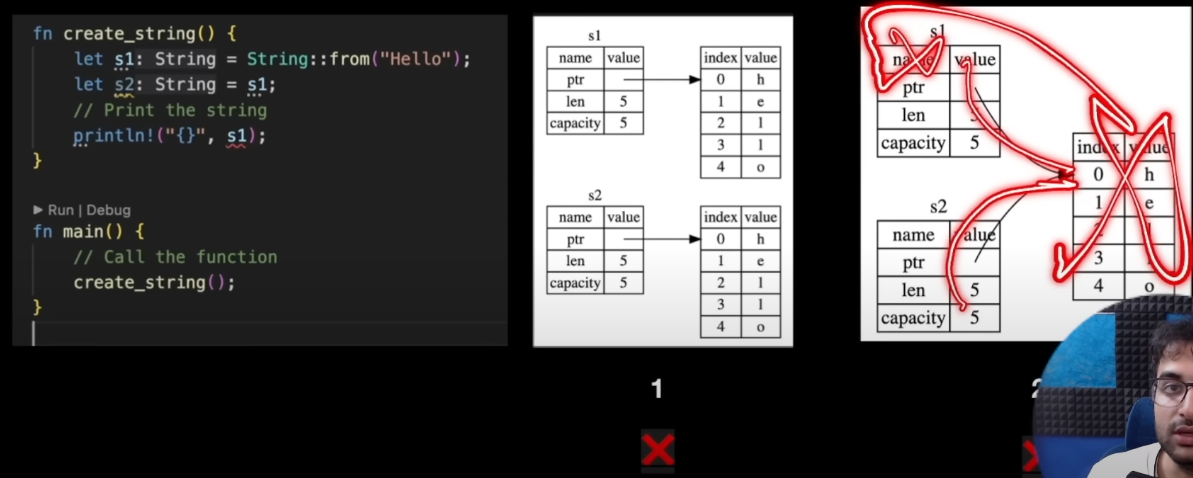 fn create_string() {
let s1: String = String::from("Hello");
let s2: String = s1;
// Print the string
println!("{}", s1);
}
▶ Run | Debug
fn main() {
// Call the function
create_string();
}
s1
name value
ptr
len 5
capacity 5
index value
0 h
1 e
2 l
3 l
4 o
s2
name value
ptr
len 5
capacity 5
index value
0 h
1 e
2 l
3 l
4 o
1
s1
name value
ptr
len 5
capacity 5
s2
name value
ptr
len 5
capacity 5
index value
0 h
1 e
3
4 o
2